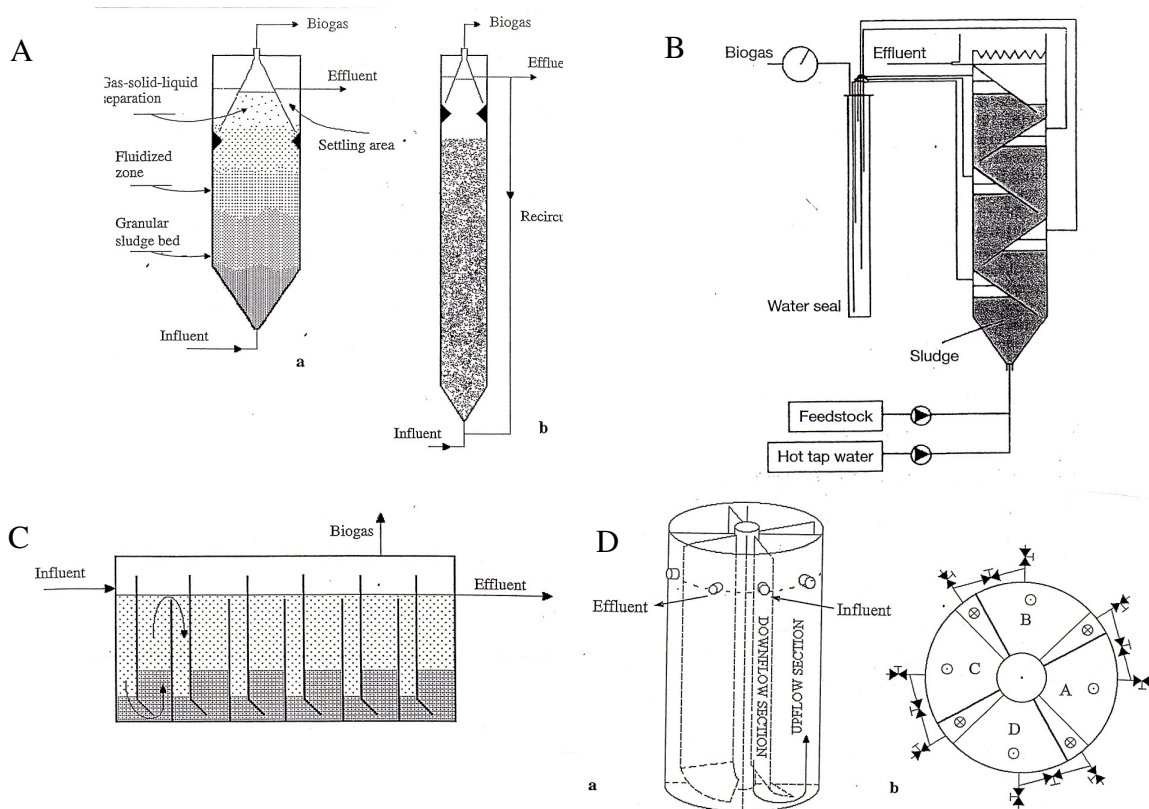 A
Biogas
Effluent
Gas-solid-liquid
separation
Settling area
Fluidized
zone
Granular
sludge bed
Influent
a
Biogas
Efflue
Recircu
Influent
b
B
Biogas
Effluent
Water seal
Sludge
Feedstock
Hot tap water
C
Biogas
Influent
Effluent
D
Effluent
Influent
DOWNFLOW SECTION
UPFLOW SECTION
a
B
C
A
D
b